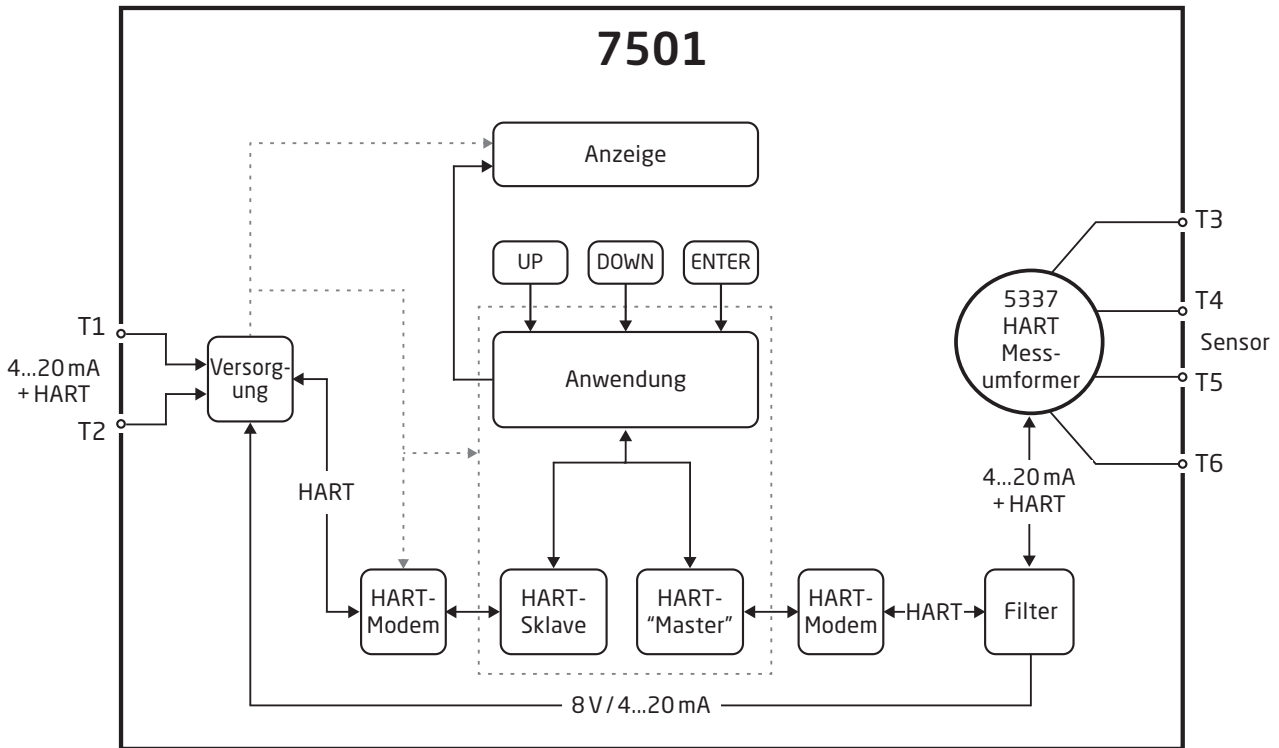 7501
Anzeige
UP
DOWN
ENTER
T3
5337
HART
Mess-
umformer
T4
Sensor
T5
T6
T1
4...20 mA
+ HART
T2
Versorg-
ung
Anwendung
HART
4...20 mA
+ HART
HART-
Modem
HART-
Sklave
HART-
“Master”
HART-
Modem
HART
Filter
8 V / 4...20 mA